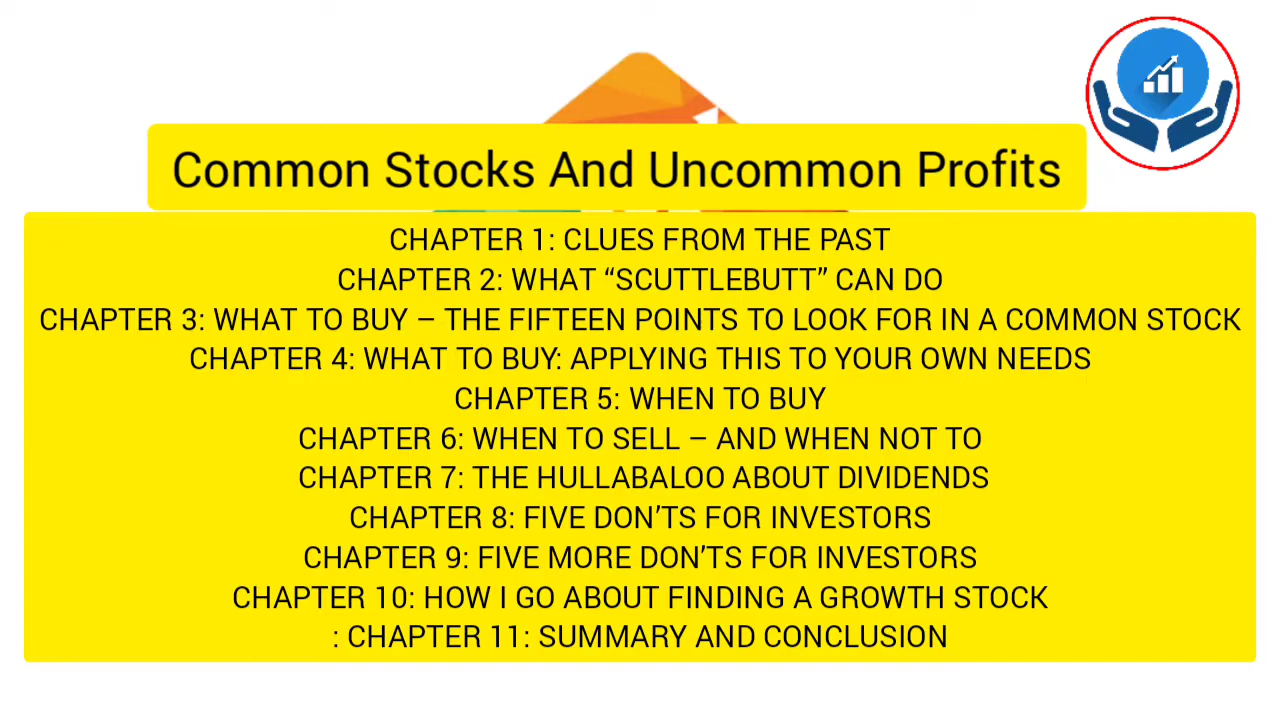 Common Stocks And Uncommon Profits
CHAPTER 1: CLUES FROM THE PAST
CHAPTER 2: WHAT “SCUTTLEBUTT” CAN DO
CHAPTER 3: WHAT TO BUY – THE FIFTEEN POINTS TO LOOK FOR IN A COMMON STOCK
CHAPTER 4: WHAT TO BUY: APPLYING THIS TO YOUR OWN NEEDS
CHAPTER 5: WHEN TO BUY
CHAPTER 6: WHEN TO SELL – AND WHEN NOT TO
CHAPTER 7: THE HULLABALOO ABOUT DIVIDENDS
CHAPTER 8: FIVE DON’TS FOR INVESTORS
CHAPTER 9: FIVE MORE DON’TS FOR INVESTORS
CHAPTER 10: HOW I GO ABOUT FINDING A GROWTH STOCK
: CHAPTER 11: SUMMARY AND CONCLUSION